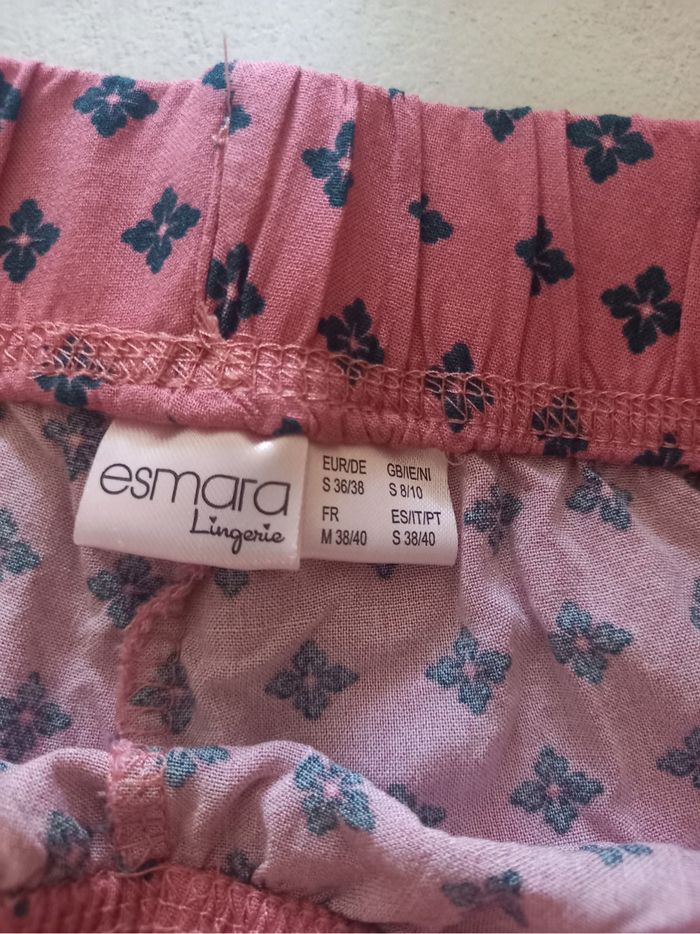 esmara
Lingerie
EUR/DE GB/IE/NI
S 36/38 S 8/10
FR ES/IT/PT
M 38/40 S 38/40